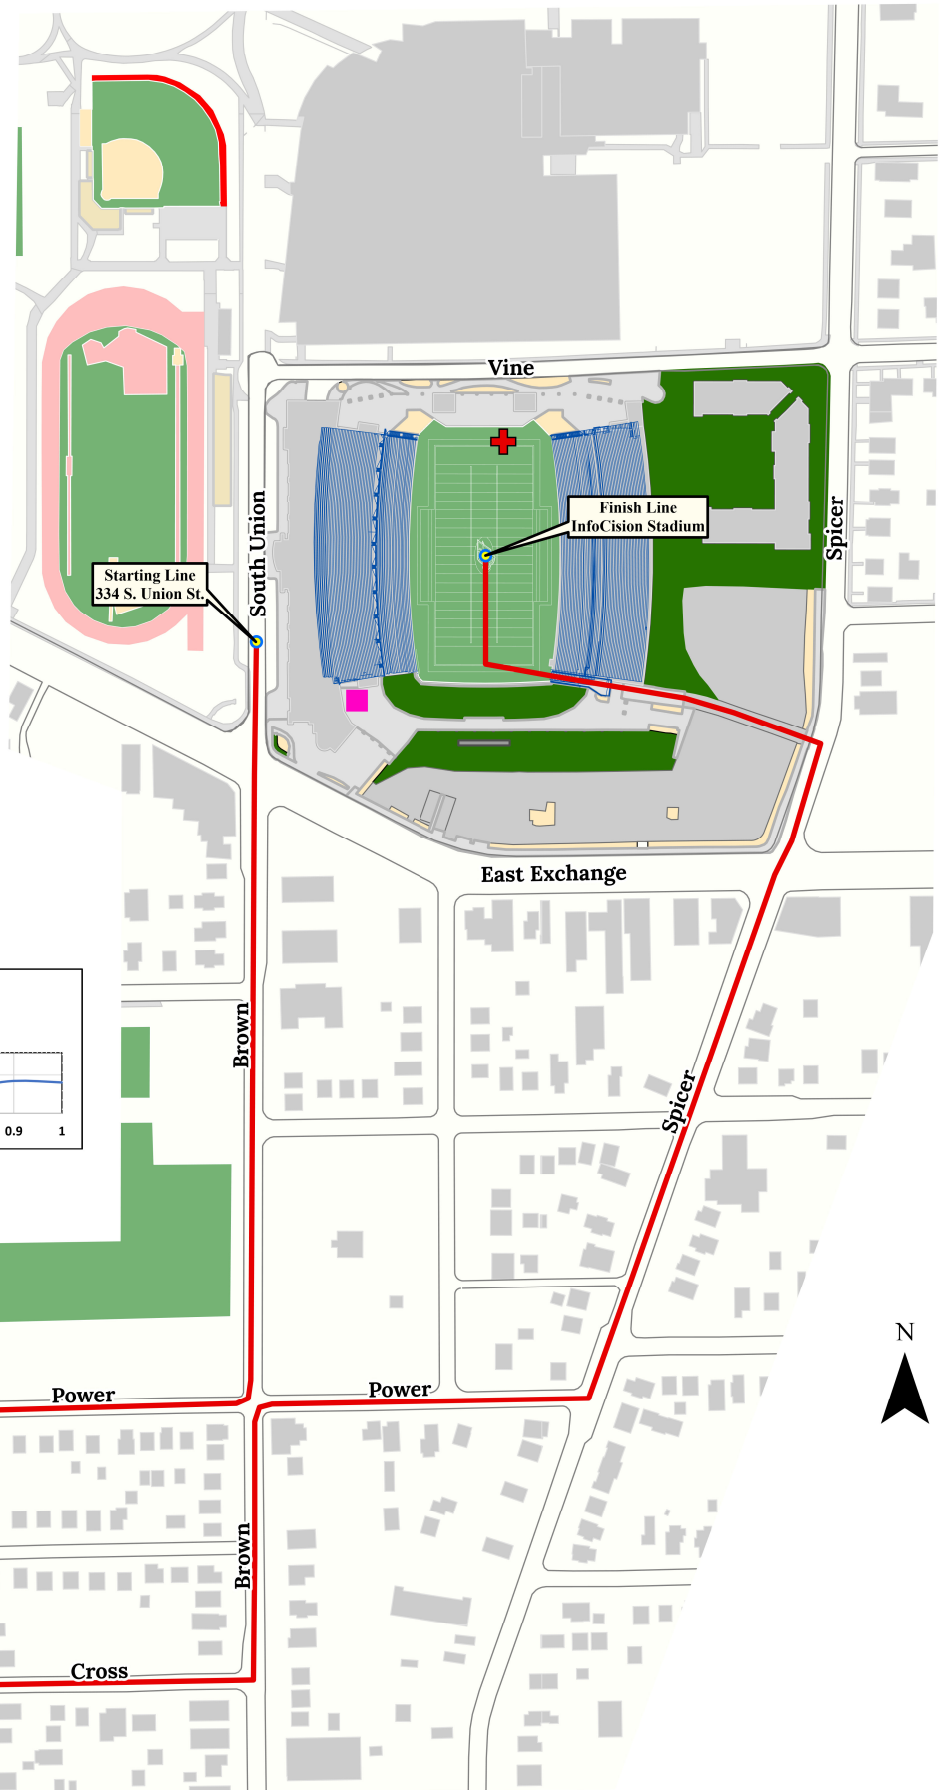 Vine
Finish Line
InfoCision Stadium
South Union
Spicer
Starting Line
334 S. Union St.
East Exchange
Brown
Spicer
0.9
1
N
Power
Power
Brown
Cross